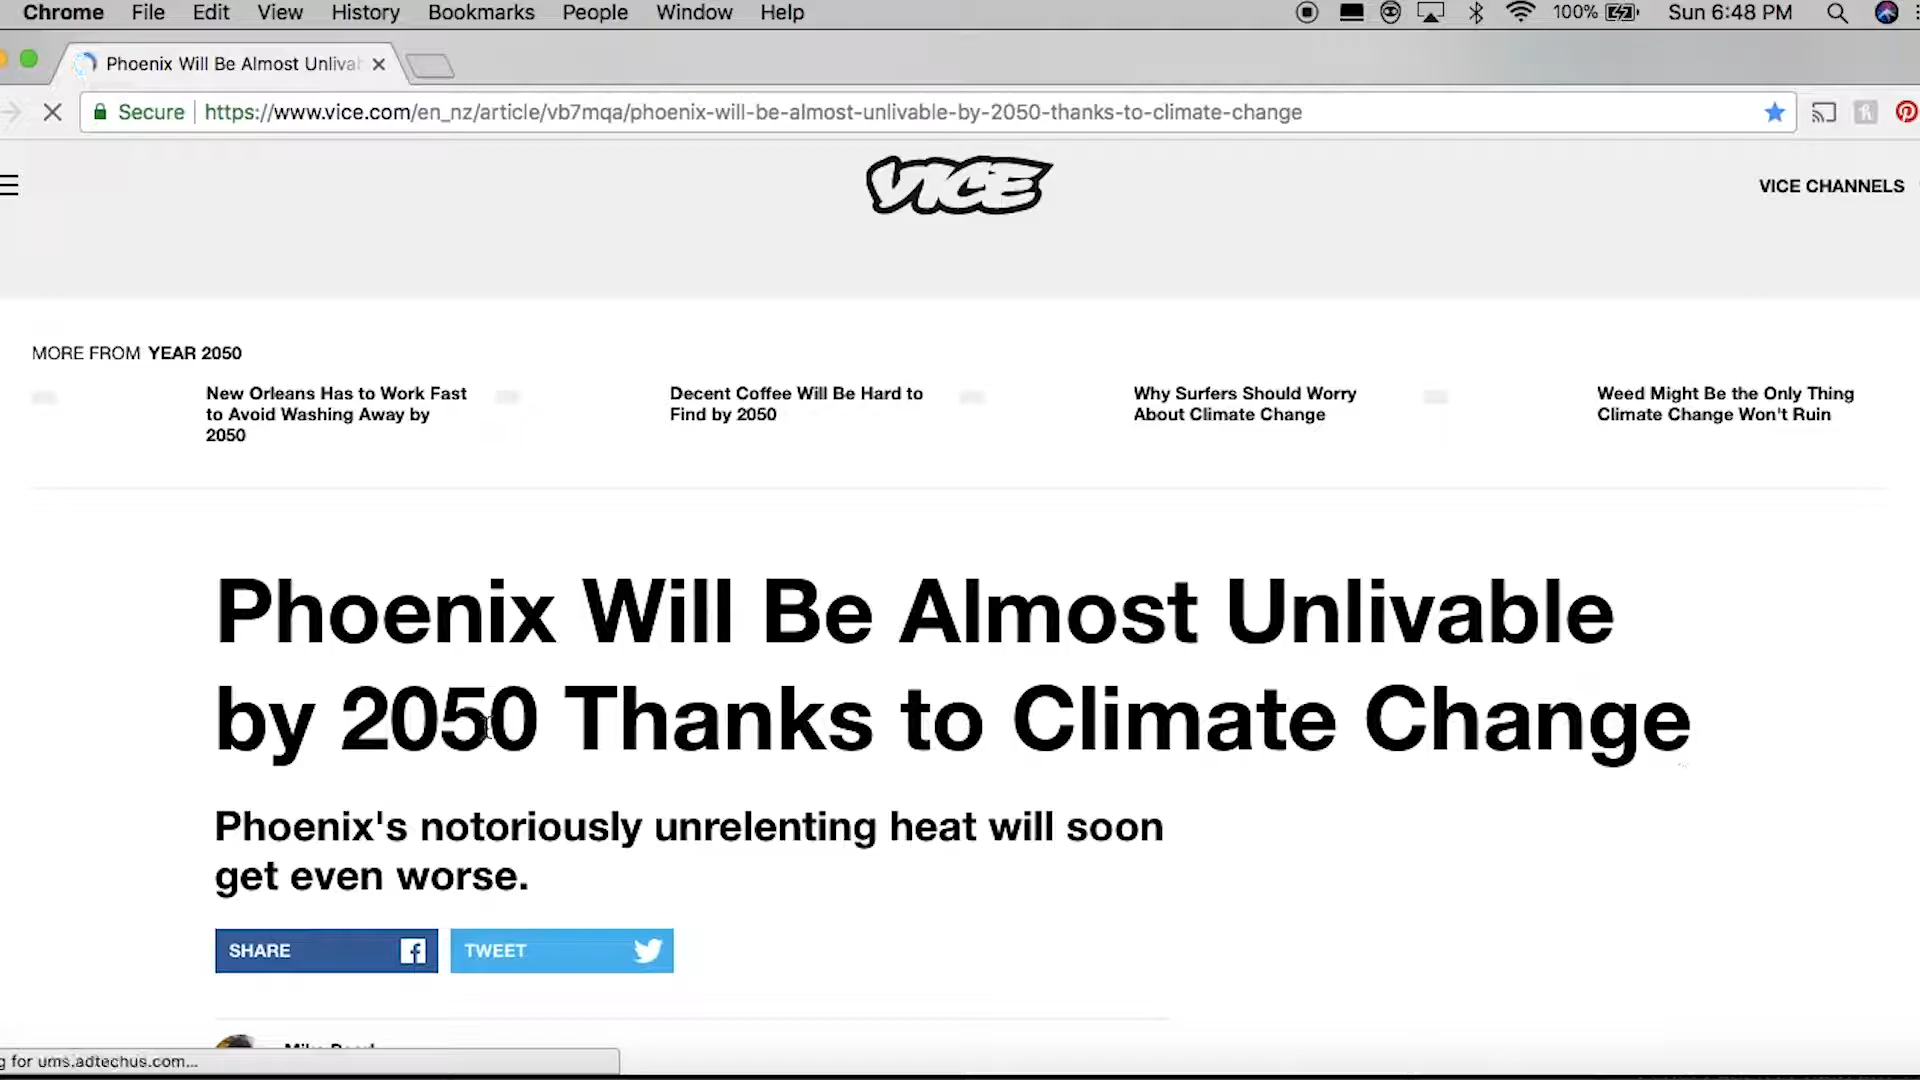 Chrome File Edit View History Bookmarks People Window Help 100% Sun 6:48 PM
Phoenix Will Be Almost Unliva
Secure https://www.vice.com/en_nz/article/vb7mqa/phoenix-will-be-almost-unlivable-by-2050-thanks-to-climate-change
VICE
VICE CHANNELS
MORE FROM YEAR 2050
New Orleans Has to Work Fast
to Avoid Washing Away by
2050
Decent Coffee Will Be Hard to
Find by 2050
Why Surfers Should Worry
About Climate Change
Weed Might Be the Only Thing
Climate Change Won't Ruin
Phoenix Will Be Almost Unlivable
by 2050 Thanks to Climate Change
Phoenix's notoriously unrelenting heat will soon
get even worse.
SHARE
TWEET
g for ums.adtechus.com...